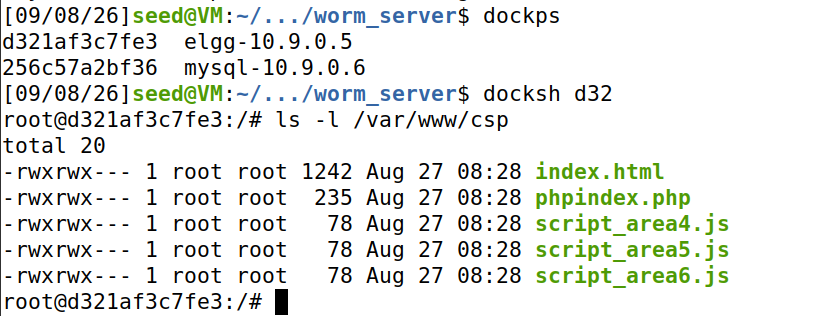 [09/08/26]seed@VM:~/.../worm_server$ dockps
d321af3c7fe3  elgg-10.9.0.5
256c57a2bf36  mysql-10.9.0.6
[09/08/26]seed@VM:~/.../worm_server$ docksh d32
root@d321af3c7fe3:/# ls -l /var/www/csp
total 20
-rwxrwx--- 1 root root 1242 Aug 27 08:28 index.html
-rwxrwx--- 1 root root  235 Aug 27 08:28 phpindex.php
-rwxrwx--- 1 root root   78 Aug 27 08:28 script_area4.js
-rwxrwx--- 1 root root   78 Aug 27 08:28 script_area5.js
-rwxrwx--- 1 root root   78 Aug 27 08:28 script_area6.js
root@d321af3c7fe3:/#